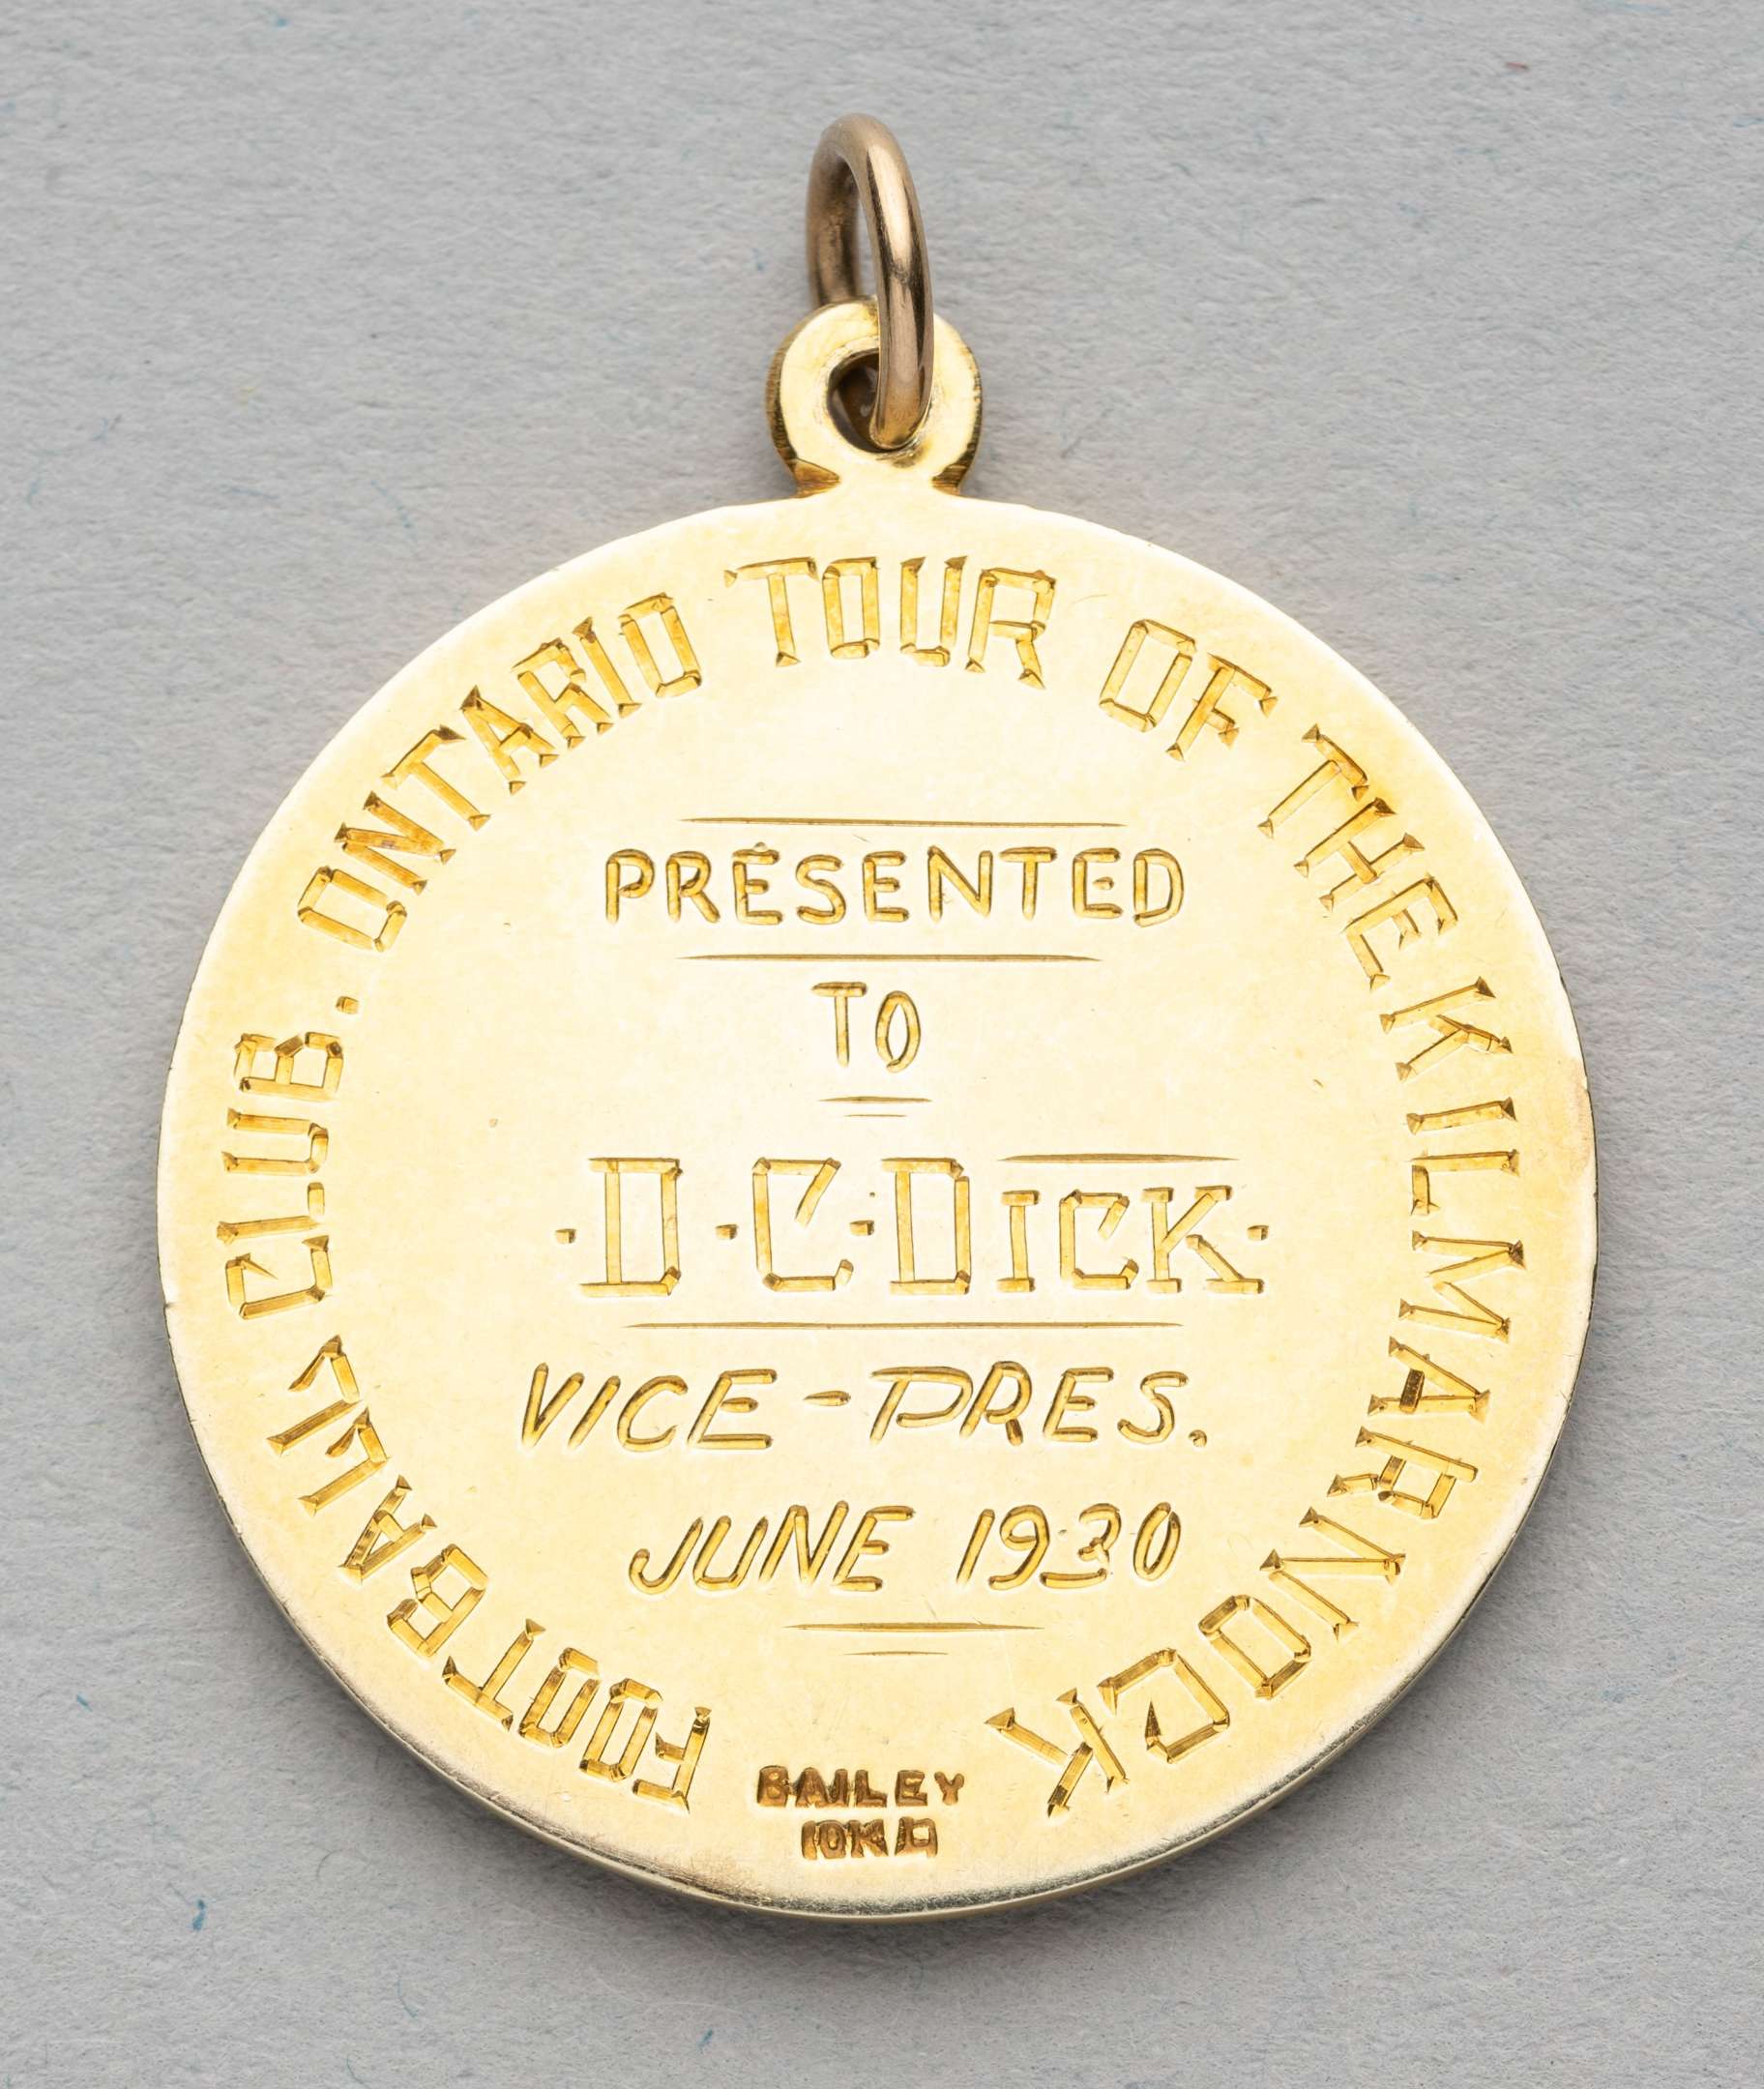 ONTARIO TOUR OF THE KILMARNOCK FOOTBALL CLUB.
PRESENTED
TO
·D·C·DICK·
VICE-PRES.
JUNE 1930
BAILEY
10K